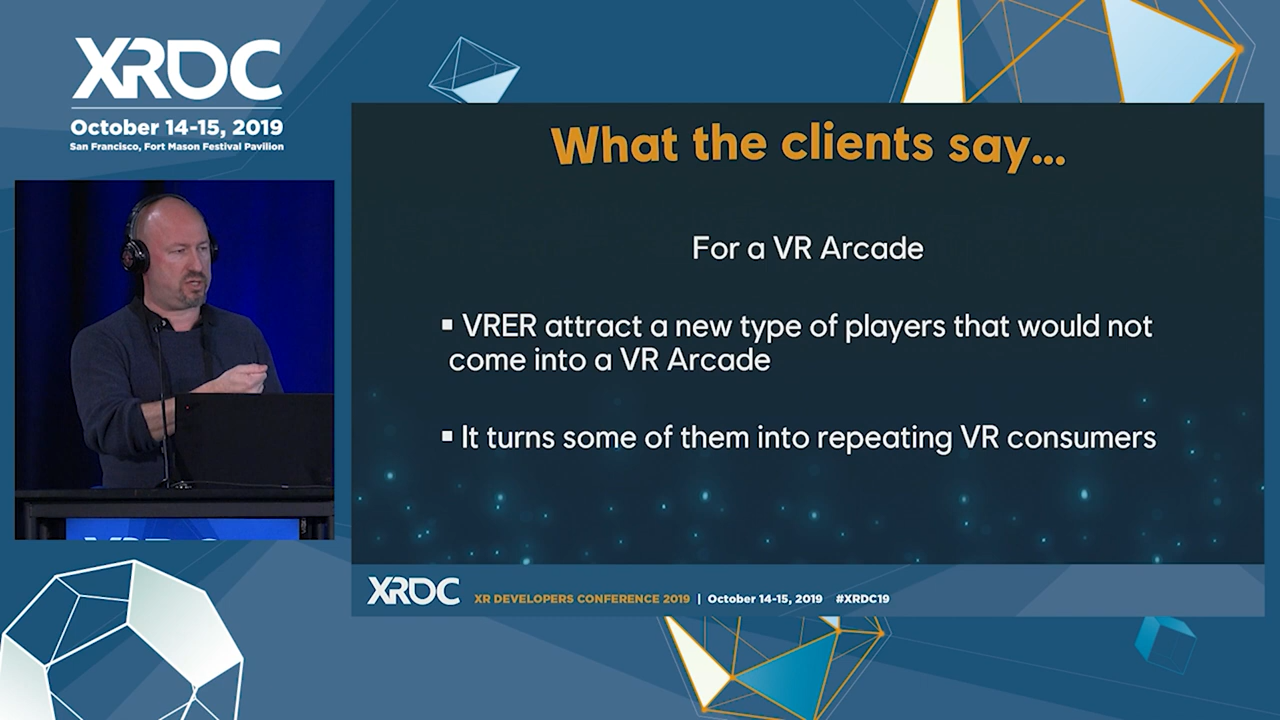 XRDC
October 14-15, 2019
San Francisco, Fort Mason Festival Pavilion
What the clients say...
For a VR Arcade
▪ VRER attract a new type of players that would not
come into a VR Arcade
▪ It turns some of them into repeating VR consumers
XRDC XR DEVELOPERS CONFERENCE 2019 | October 14-15, 2019 #XRDC19